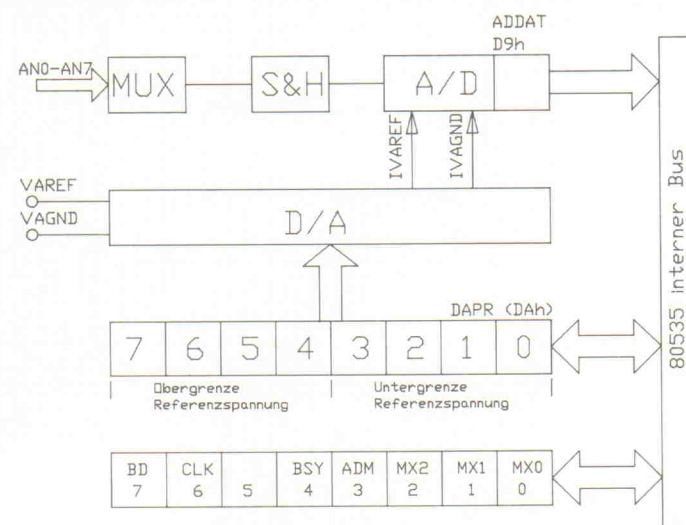 ADDAT
D9h
AN0-AN7
MUX
S&H
A/D
IVAREF
IVAGND
VAREF
VAGND
D/A
DAPR (DAh)
7 6 5 4 3 2 1 0
Obergrenze
Referenzspannung
Untergrenze
Referenzspannung
BD CLK BSY ADM MX2 MX1 MX0
7 6 5 4 3 2 1 0
80535 interner Bus